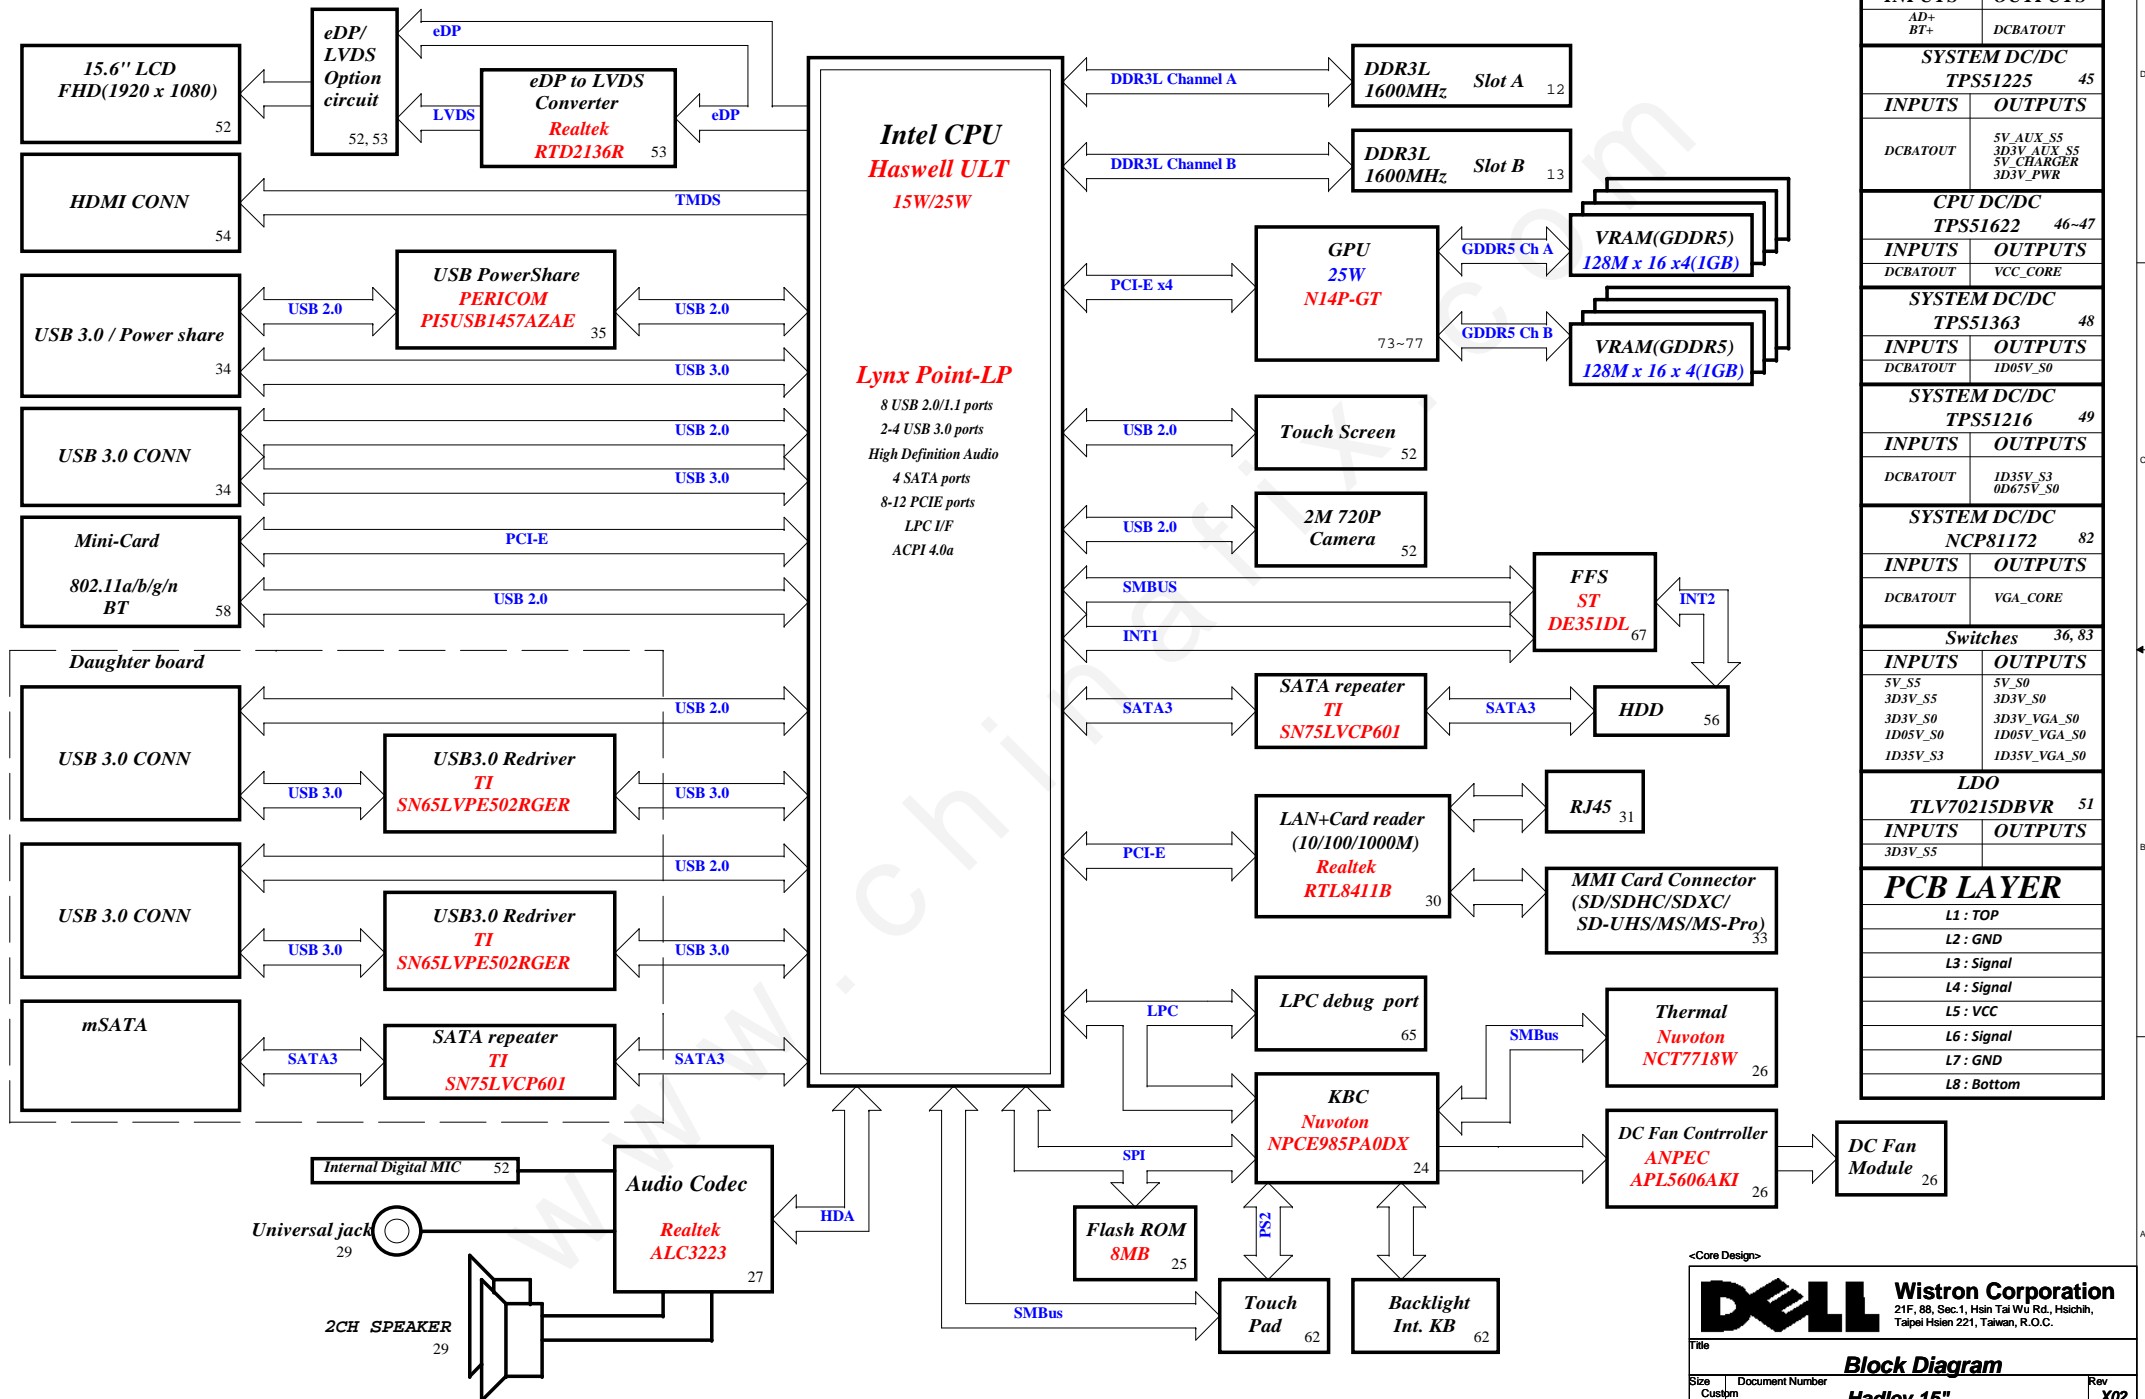 15.6'' LCD
FHD(1920 x 1080)
52
eDP/
LVDS
Option
circuit
52, 53
eDP
eDP to LVDS
Converter
Realtek
RTD2136R
53
LVDS
eDP
HDMI CONN
54
TMDS
USB 3.0 / Power share
34
USB 2.0
USB PowerShare
PERICOM
PI5USB1457AZAE
35
USB 2.0
USB 3.0
USB 3.0 CONN
34
USB 2.0
USB 3.0
Mini-Card
802.11a/b/g/n
BT
58
PCI-E
USB 2.0
Daughter board
USB 3.0 CONN
USB 2.0
USB 3.0
USB3.0 Redriver
TI
SN65LVPE502RGER
USB 3.0
USB 3.0 CONN
USB 2.0
USB 3.0
USB3.0 Redriver
TI
SN65LVPE502RGER
USB 3.0
mSATA
SATA3
SATA repeater
TI
SN75LVCP601
SATA3
Internal Digital MIC 52
Universal jack
29
2CH SPEAKER
29
Audio Codec
Realtek
ALC3223
27
HDA
Intel CPU
Haswell ULT
15W/25W
Lynx Point-LP
8 USB 2.0/1.1 ports
2-4 USB 3.0 ports
High Definition Audio
4 SATA ports
8-12 PCIE ports
LPC I/F
ACPI 4.0a
DDR3L Channel A
DDR3L
1600MHz Slot A 12
DDR3L Channel B
DDR3L
1600MHz Slot B 13
PCI-E x4
GPU
25W
N14P-GT
73~77
GDDR5 Ch A
VRAM(GDDR5)
128M x 16 x4(1GB)
GDDR5 Ch B
VRAM(GDDR5)
128M x 16 x 4(1GB)
USB 2.0
Touch Screen
52
USB 2.0
2M 720P
Camera
52
SMBUS
INT1
FFS
ST
DE351DL
67
INT2
SATA3
SATA repeater
TI
SN75LVCP601
SATA3
HDD
56
PCI-E
LAN+Card reader
(10/100/1000M)
Realtek
RTL8411B
30
RJ45
31
MMI Card Connector
(SD/SDHC/SDXC/
SD-UHS/MS/MS-Pro)
33
LPC
LPC debug port
65
KBC
Nuvoton
NPCE985PA0DX
24
SMBus
Thermal
Nuvoton
NCT7718W
26
DC Fan Contrroller
ANPEC
APL5606AKI
26
DC Fan
Module
26
SPI
Flash ROM
8MB
25
PS2
SMBus
Touch
Pad
62
Backlight
Int. KB
62
INPUTS OUTPUTS
AD+
BT+ DCBATOUT
SYSTEM DC/DC
TPS51225 45
INPUTS OUTPUTS
DCBATOUT
5V_AUX_S5
3D3V_AUX_S5
5V_CHARGER
3D3V_PWR
CPU DC/DC
TPS51622 46~47
INPUTS OUTPUTS
DCBATOUT VCC_CORE
SYSTEM DC/DC
TPS51363 48
INPUTS OUTPUTS
DCBATOUT 1D05V_S0
SYSTEM DC/DC
TPS51216 49
INPUTS OUTPUTS
DCBATOUT 1D35V_S3
0D675V_S0
SYSTEM DC/DC
NCP81172 82
INPUTS OUTPUTS
DCBATOUT VGA_CORE
Switches 36, 83
INPUTS OUTPUTS
5V_S5 5V_S0
3D3V_S5 3D3V_S0
3D3V_S0 3D3V_VGA_S0
1D05V_S0 1D05V_VGA_S0
1D35V_S3 1D35V_VGA_S0
LDO
TLV70215DBVR 51
INPUTS OUTPUTS
3D3V_S5
PCB LAYER
L1 : TOP
L2 : GND
L3 : Signal
L4 : Signal
L5 : VCC
L6 : Signal
L7 : GND
L8 : Bottom
D
C
B
A
www.chinafix.com
<Core Design>
DELL
Wistron Corporation
21F, 88, Sec.1, Hsin Tai Wu Rd., Hsichih,
Taipei Hsien 221, Taiwan, R.O.C.
Title
Block Diagram
Size Document Number Rev
Custom Hadley 15" X02